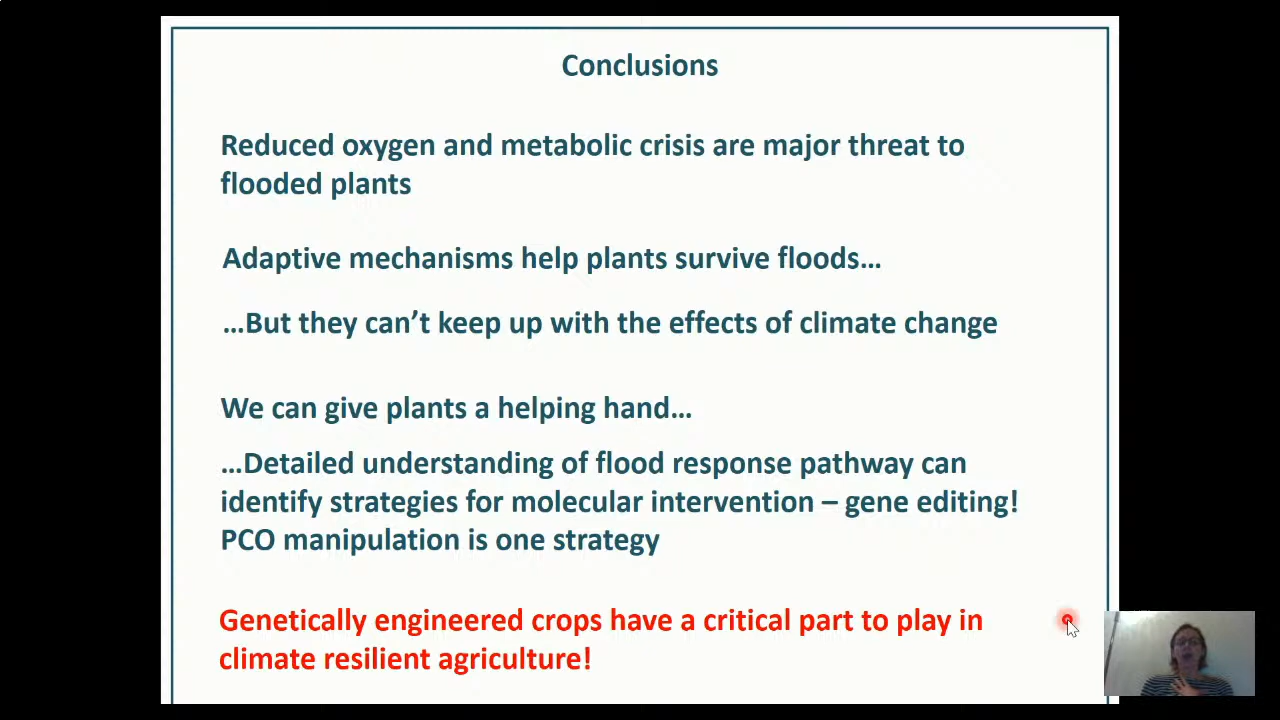 Conclusions
Reduced oxygen and metabolic crisis are major threat to
flooded plants
Adaptive mechanisms help plants survive floods…
…But they can’t keep up with the effects of climate change
We can give plants a helping hand…
…Detailed understanding of flood response pathway can
identify strategies for molecular intervention – gene editing!
PCO manipulation is one strategy
Genetically engineered crops have a critical part to play in
climate resilient agriculture!